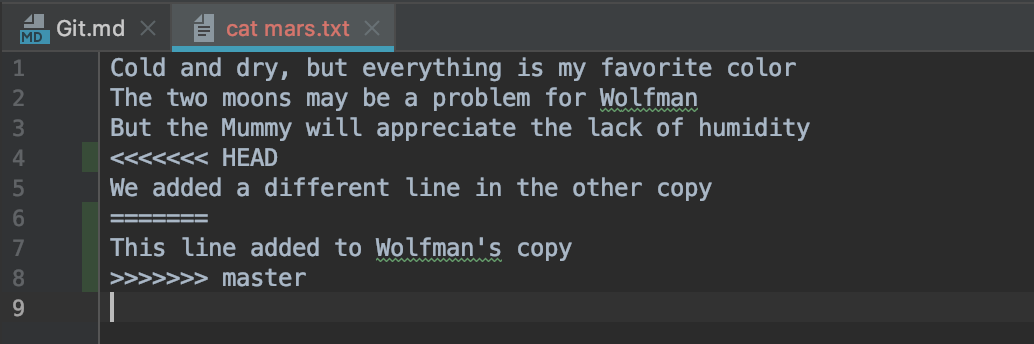 MD Git.md × cat mars.txt ×
1 Cold and dry, but everything is my favorite color
2 The two moons may be a problem for Wolfman
3 But the Mummy will appreciate the lack of humidity
4 <<<<<<< HEAD
5 We added a different line in the other copy
6 =======
7 This line added to Wolfman's copy
8 >>>>>>> master
9